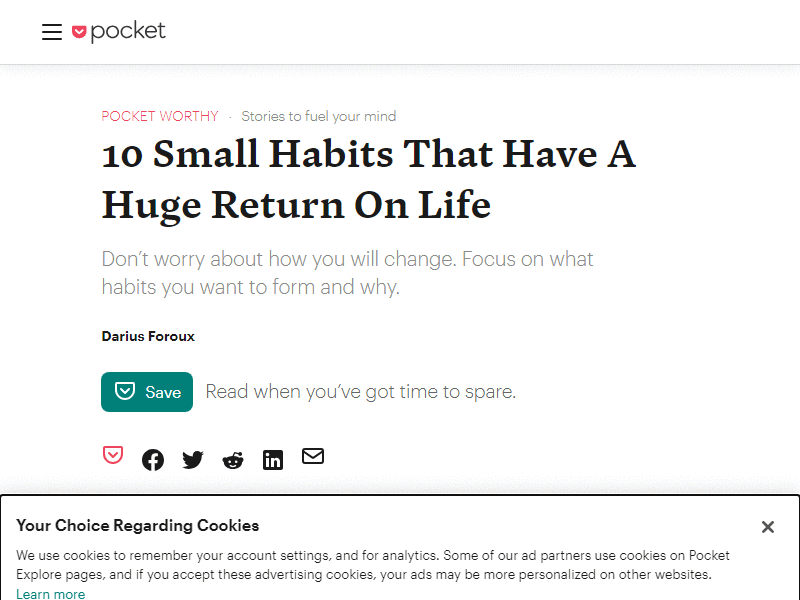 pocket
POCKET WORTHY · Stories to fuel your mind
10 Small Habits That Have A
Huge Return On Life
Don’t worry about how you will change. Focus on what
habits you want to form and why.
Darius Foroux
Save Read when you’ve got time to spare.
Your Choice Regarding Cookies
We use cookies to remember your account settings, and for analytics. Some of our ad partners use cookies on Pocket
Explore pages, and if you accept these advertising cookies, your ads may be more personalized on other websites.
Learn more